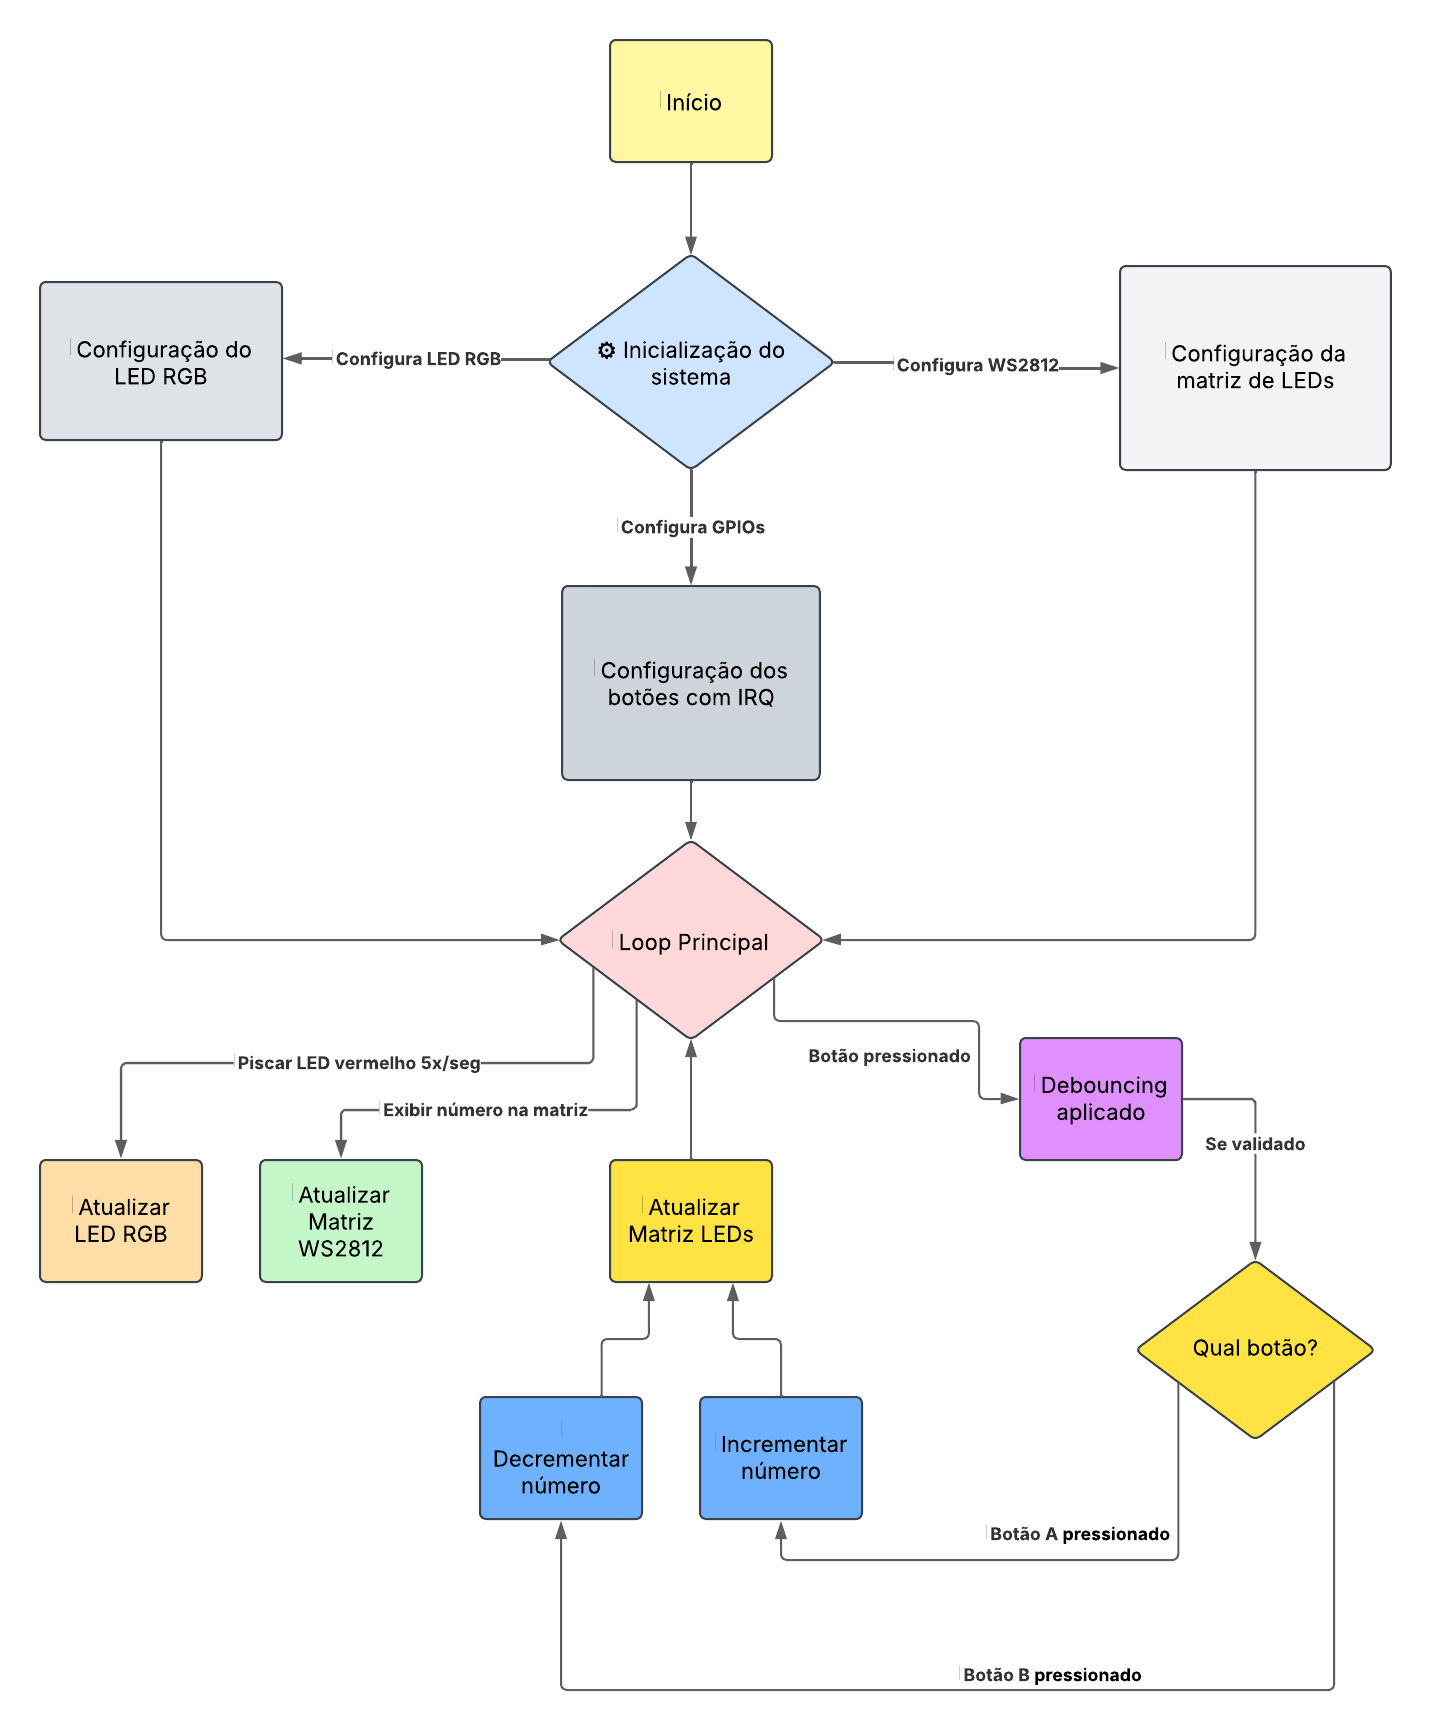 Início
⚙ Inicialização do
sistema
Configura LED RGB
Configuração do
LED RGB
Configura WS2812
Configuração da
matriz de LEDs
Configura GPIOs
Configuração dos
botões com IRQ
Loop Principal
Piscar LED vermelho 5x/seg
Exibir número na matriz
Botão pressionado
Debouncing
aplicado
Se validado
Atualizar
LED RGB
Atualizar
Matriz
WS2812
Atualizar
Matriz LEDs
Qual botão?
Decrementar
número
Incrementar
número
Botão A pressionado
Botão B pressionado